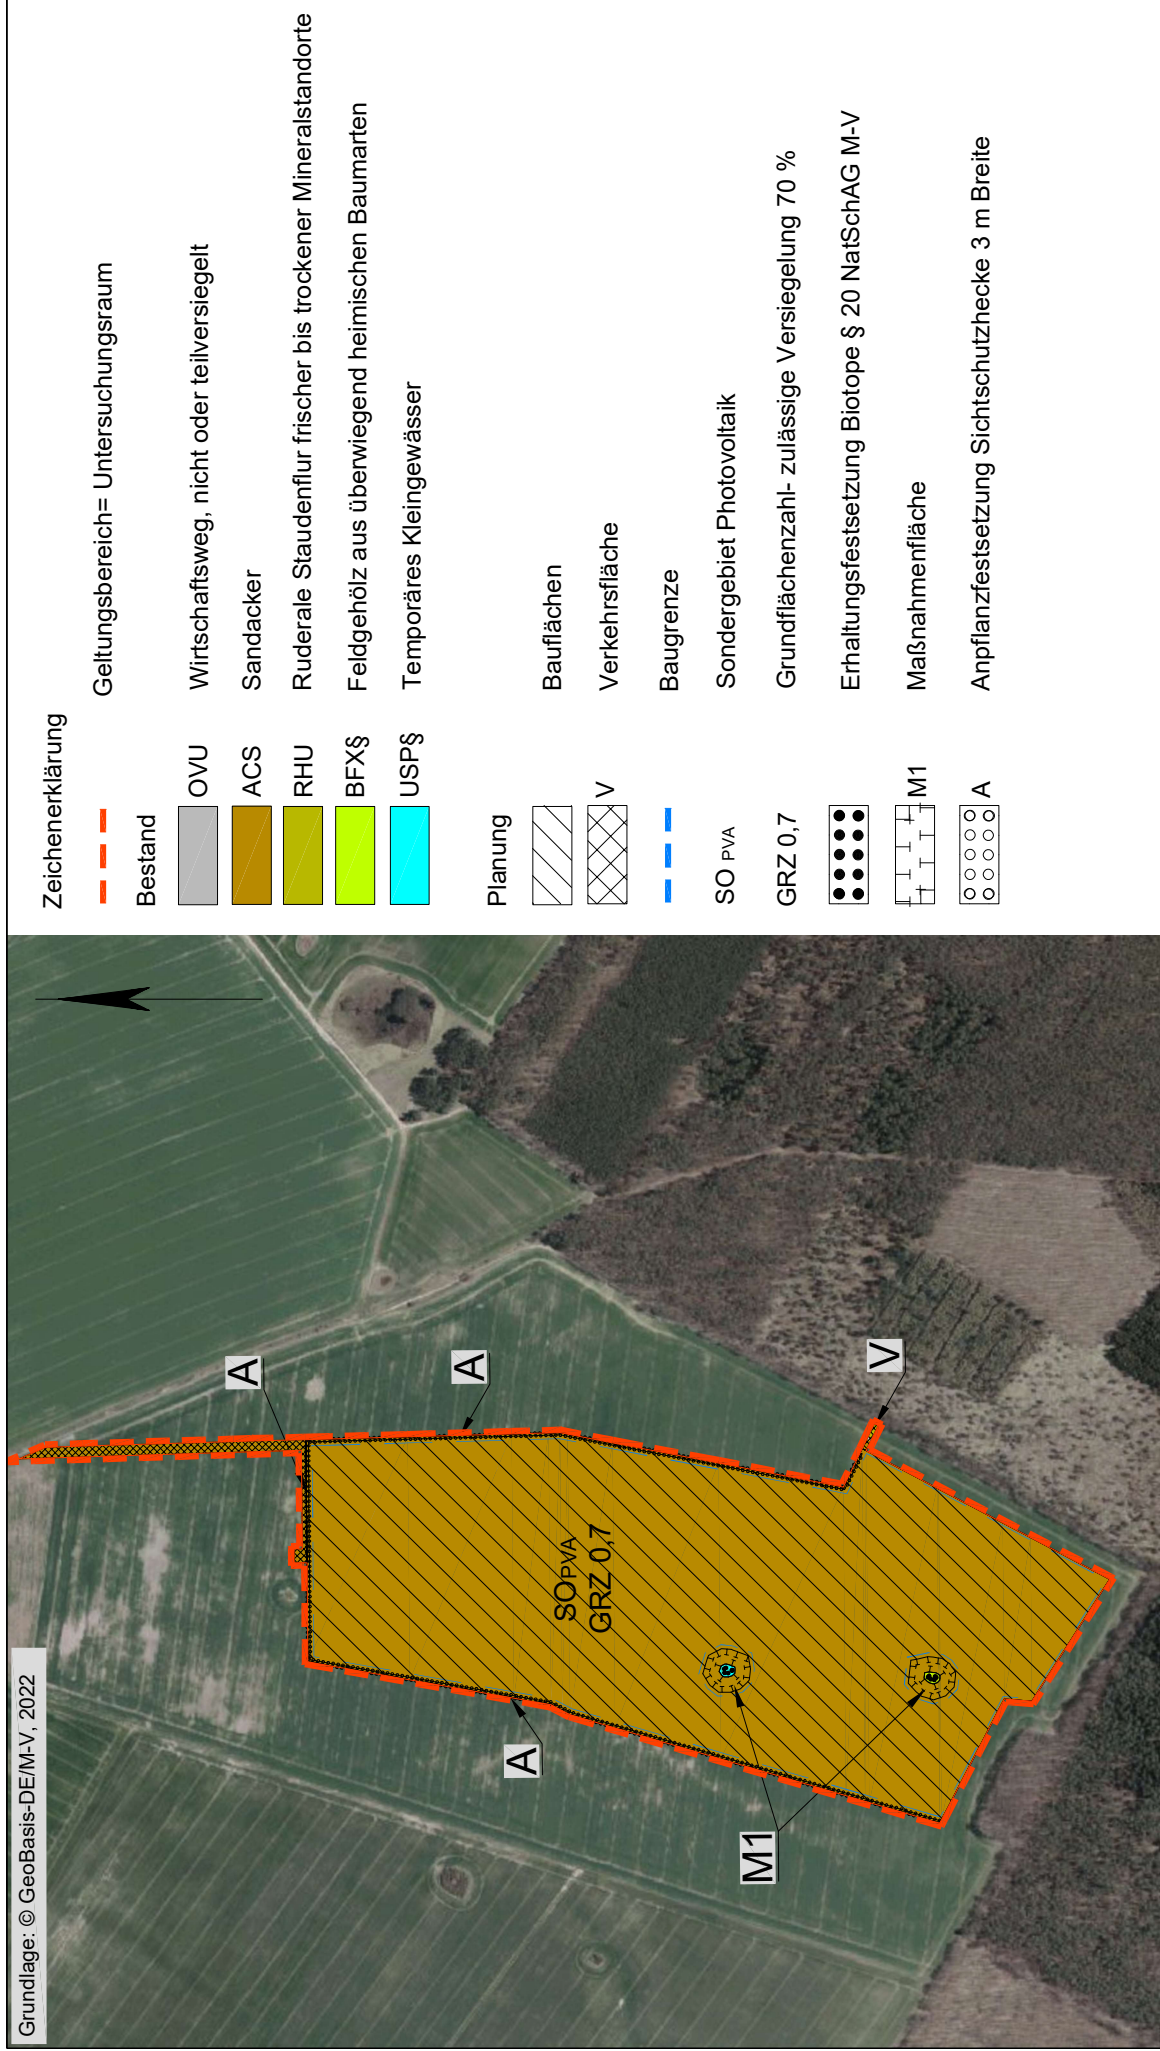 Grundlage: © GeoBasis-DE/M-V, 2022
A
A
A
V
M1
SO PVA
GRZ 0,7
Zeichenerklärung
Geltungsbereich= Untersuchungsraum
Bestand
OVU Wirtschaftsweg, nicht oder teilversiegelt
ACS Sandacker
RHU Ruderale Staudenflur frischer bis trockener Mineralstandorte
BFX§ Feldgehölz aus überwiegend heimischen Baumarten
USP§ Temporäres Kleingewässer
Planung
Bauflächen
V Verkehrsfläche
Baugrenze
SO PVA Sondergebiet Photovoltaik
GRZ 0,7 Grundflächenzahl- zulässige Versiegelung 70 %
Erhaltungsfestsetzung Biotope § 20 NatSchAG M-V
M1 Maßnahmenfläche
A Anpflanzfestsetzung Sichtschutzhecke 3 m Breite